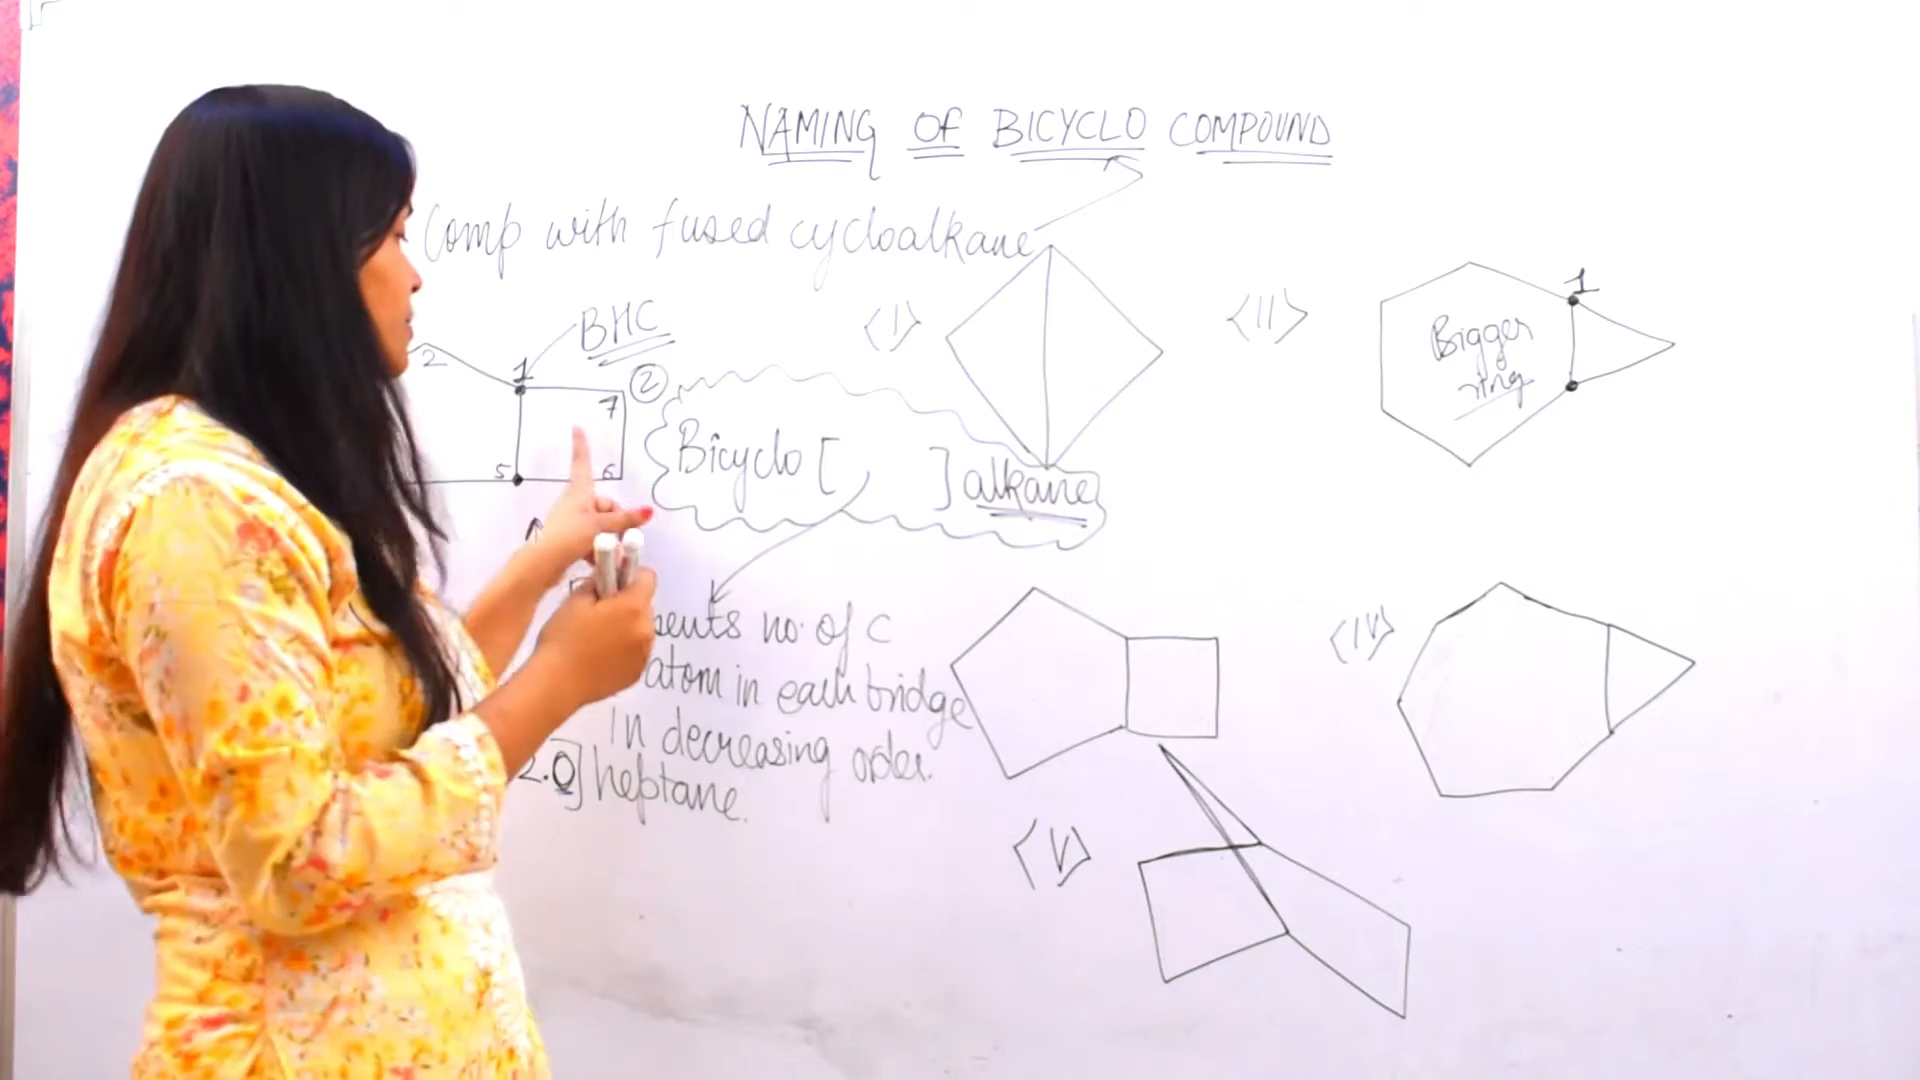 NAMING OF BICYCLO COMPOUND
Comp with fused cycloalkane
BHC
<I>
<II>
1
Bigger
ring
2
1
7
2
5
6
Bicyclo [ ] alkane
sents no. of C
atom in each bridge
in decreasing order.
2.0] heptane.
<IV>
<V>